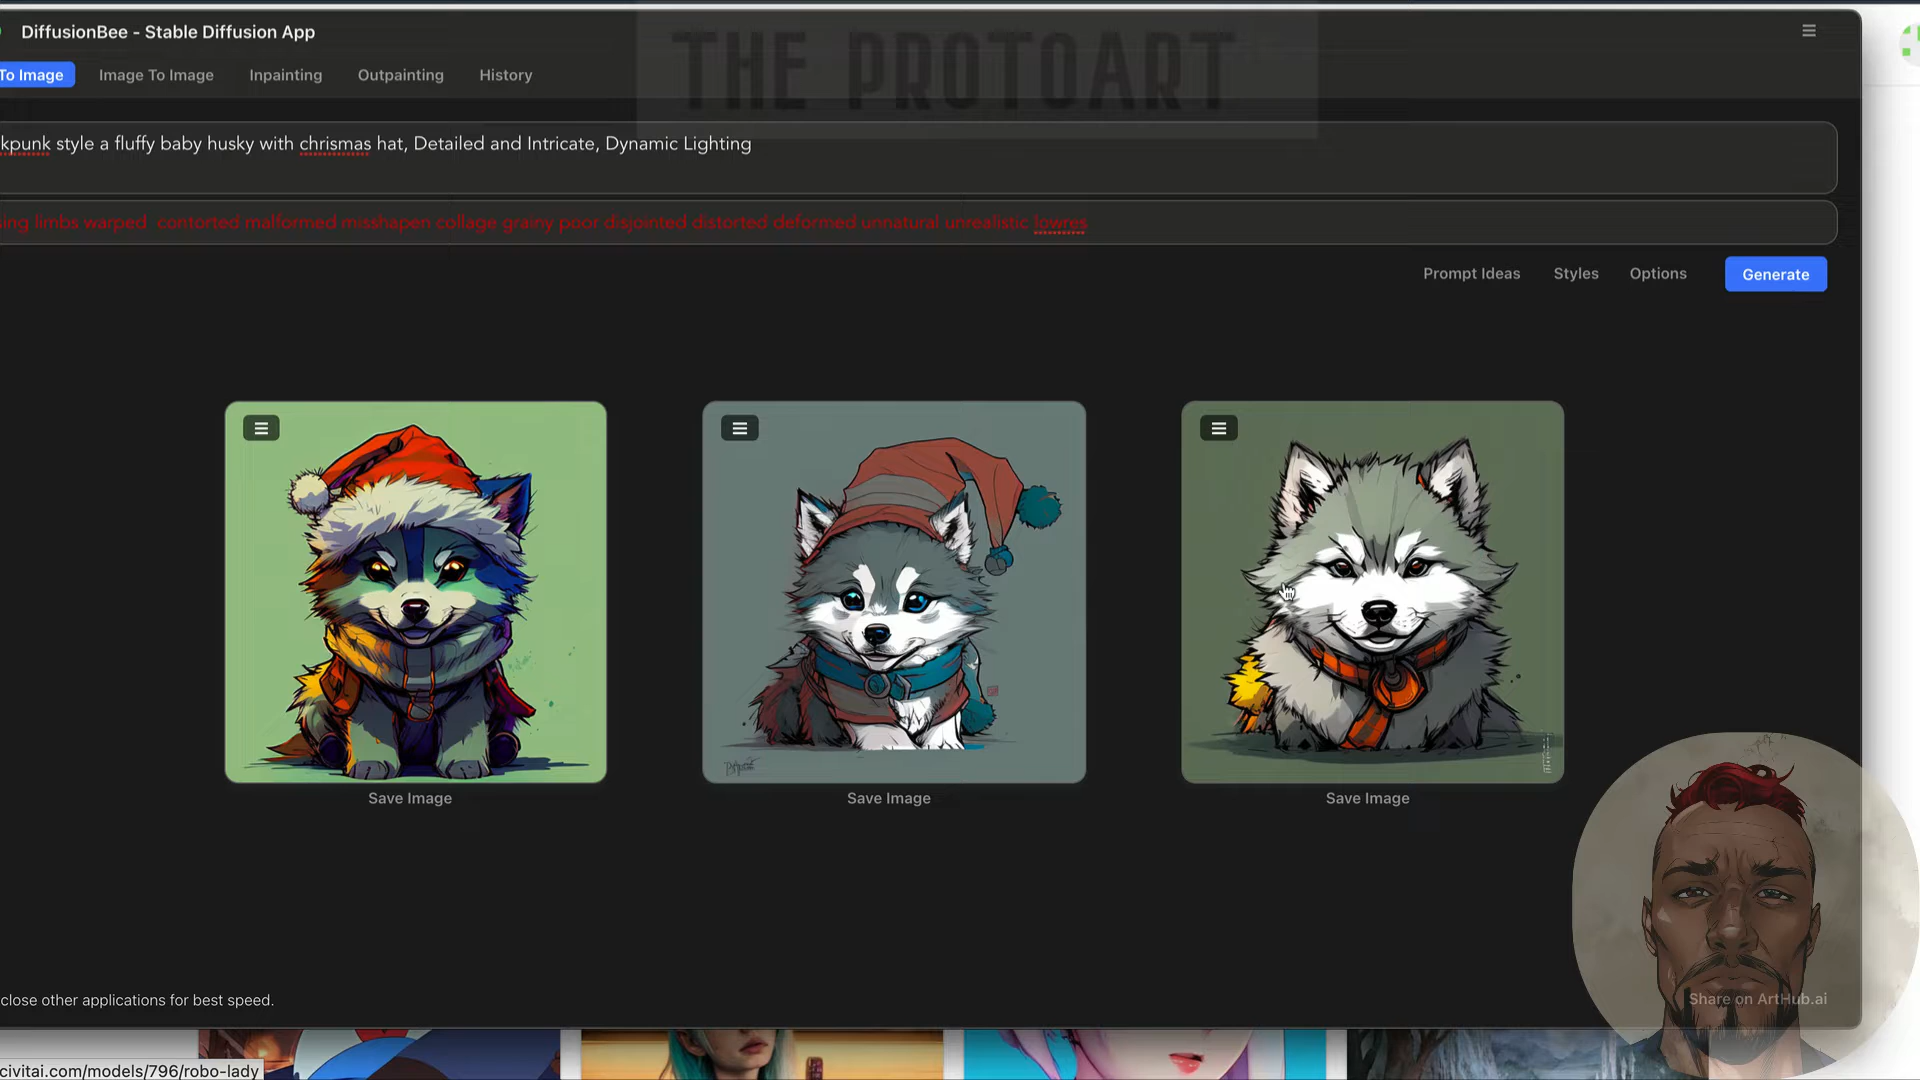 DiffusionBee - Stable Diffusion App
THE PROTOART
To Image
Image To Image
Inpainting
Outpainting
History
kpunk style a fluffy baby husky with chrismas hat, Detailed and Intricate, Dynamic Lighting
ing limbs warped contorted malformed misshapen collage grainy poor disjointed distorted deformed unnatural unrealistic lowres
Prompt Ideas
Styles
Options
Generate
Save Image
Save Image
Save Image
close other applications for best speed.
Share on ArtHub.ai
civitai.com/models/796/robo-lady